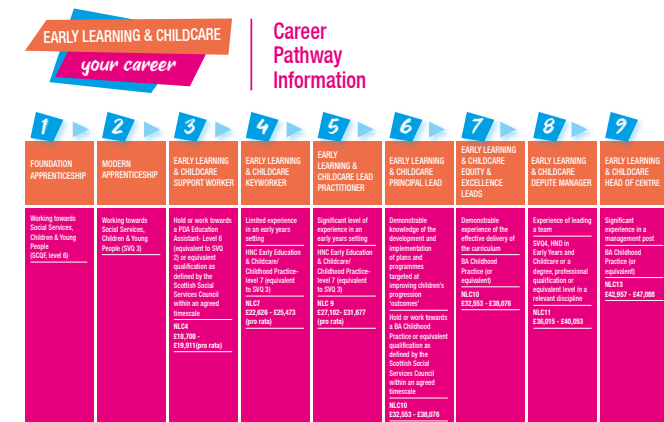 EARLY LEARNING & CHILDCARE
your career
Career
Pathway
Information
1
2
3
4
5
6
7
8
9
FOUNDATION
APPRENTICESHIP
MODERN
APPRENTICESHIP
EARLY LEARNING
& CHILDCARE
SUPPORT WORKER
EARLY LEARNING
& CHILDCARE
KEYWORKER
EARLY
LEARNING &
CHILDCARE LEAD
PRACTITIONER
EARLY LEARNING
& CHILDCARE
PRINCIPAL LEAD
EARLY LEARNING
& CHILDCARE
EQUITY &
EXCELLENCE
LEADS
EARLY LEARNING
& CHILDCARE
DEPUTE MANAGER
EARLY LEARNING
& CHILDCARE
HEAD OF CENTRE
Working towards
Social Services,
Children & Young
People
(SCQF, level 6)
Working towards
Social Services,
Children & Young
People (SVQ 3)
Hold or work towards
a PDA Education
Assistant- Level 6
(equivalent to SVQ
2) or equivalent
qualification as
defined by the
Scottish Social
Services Council
within an agreed
timescale
NLC4
£18,708 -
£19,911(pro rata)
Limited experience
in an early years
setting
HNC Early Education
& Childcare/
Childhood Practice-
level 7 (equivalent
to SVQ 3)
NLC7
£22,626 - £25,473
(pro rata)
Significant level of
experience in an
early years setting
HNC Early Education
& Childcare/
Childhood Practice-
level 7 (equivalent
to SVQ 3)
NLC 9
£27,102- £31,677
(pro rata)
Demonstrable
knowledge of the
development and
implementation
of plans and
programmes
targeted at
improving children's
progression
'outcomes'
Hold or work towards
a BA Childhood
Practice or equivalent
qualification as
defined by the
Scottish Social
Services Council
within an agreed
timescale
NLC10
£32,553 - £38,076
Demonstrable
experience of the
effective delivery of
the curriculum
BA Childhood
Practice (or
equivalent)
NLC10
£32,553 - £38,076
Experience of leading
a team
SVQ4, HND in
Early Years and
Childcare or a
degree, professional
qualification or
equivalent level in a
relevant discipline
NLC11
£36,015 - £40,053
Significant
experience in a
management post
BA Childhood
Practice (or
equivalent)
NLC13
£42,957 - £47,088